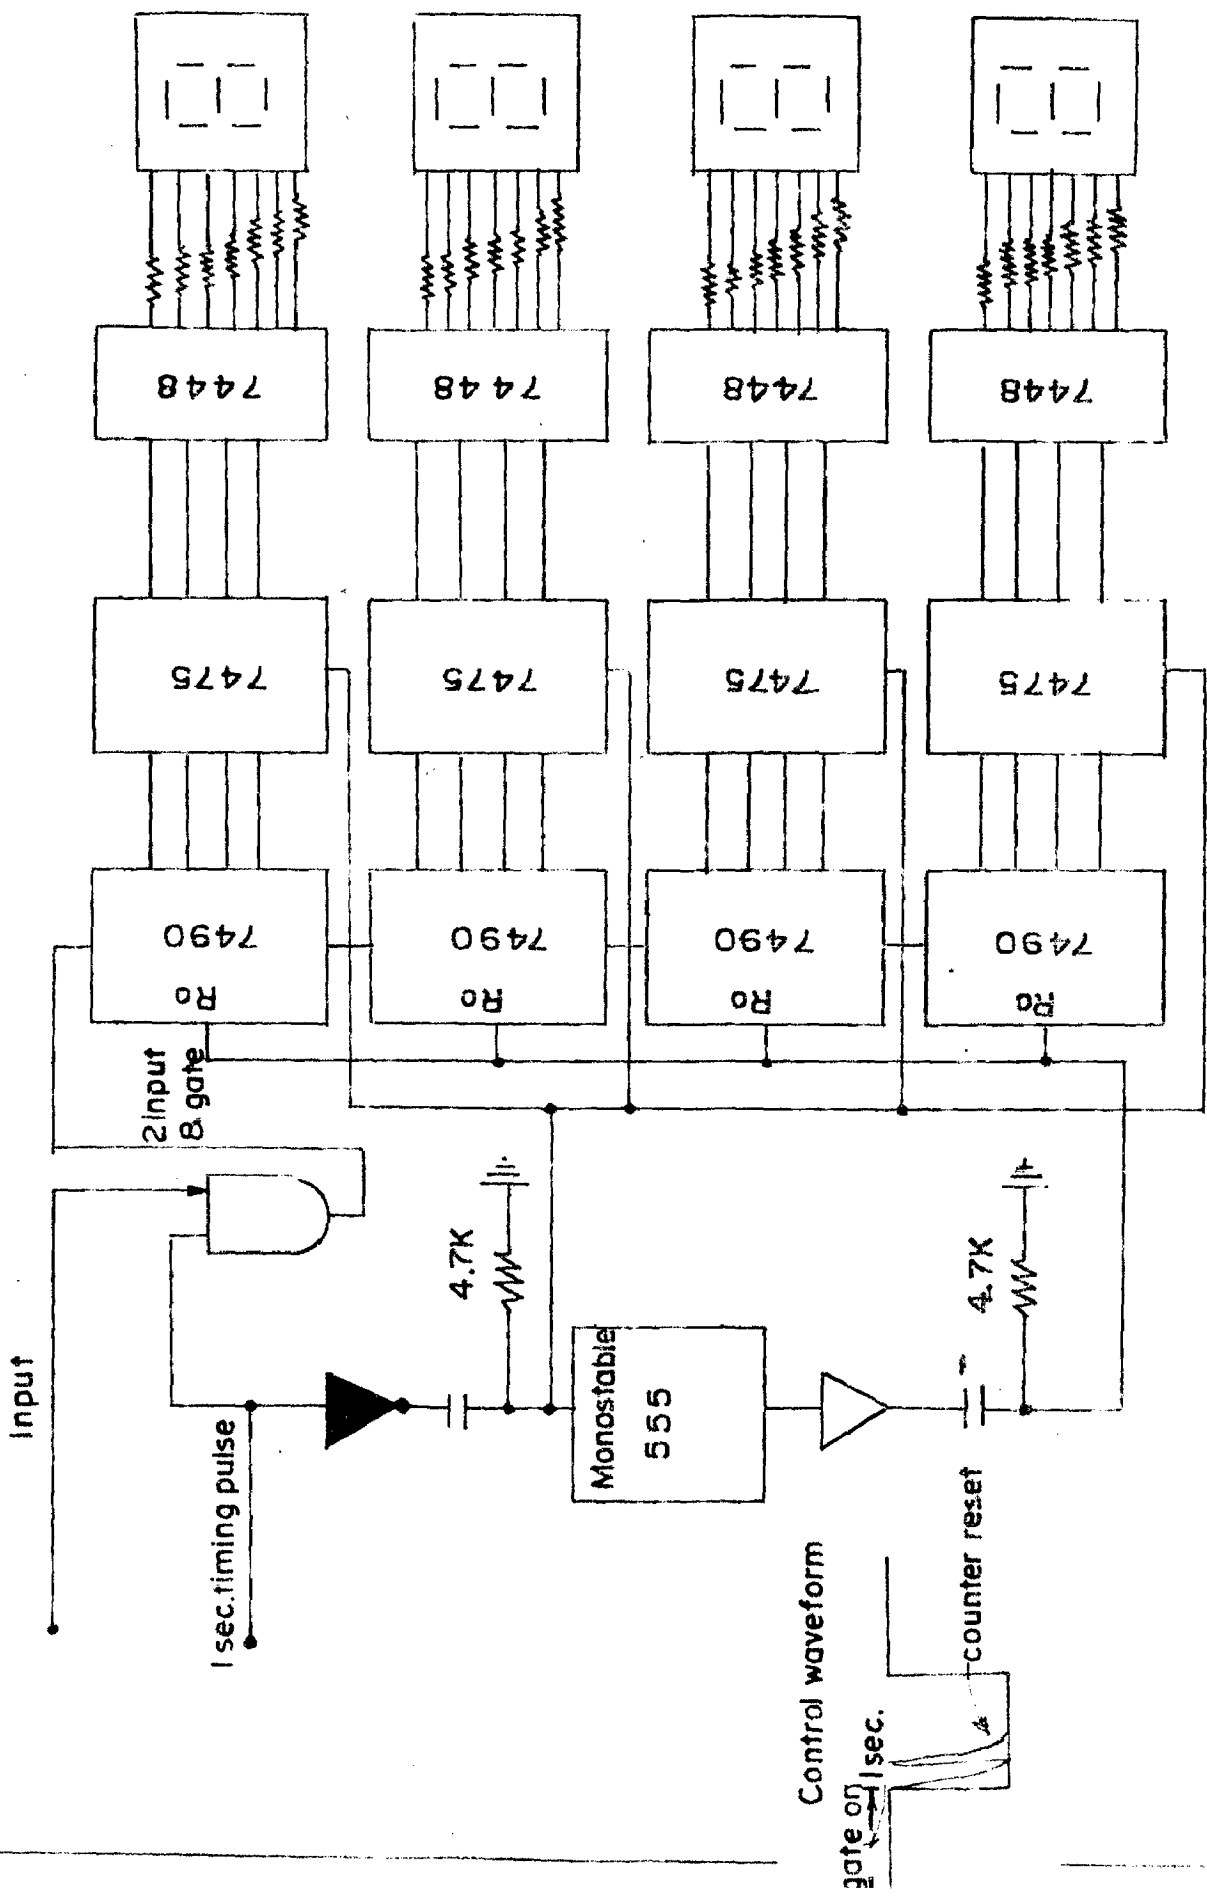 7448
7448
7448
7448
7475
7475
7475
7475
7490
Ro
7490
Ro
7490
Ro
7490
Ro
2 input
& gate
Input
1 sec. timing pulse
4.7K
Monostable
555
4.7K
Control waveform
gate on
1 sec.
counter reset